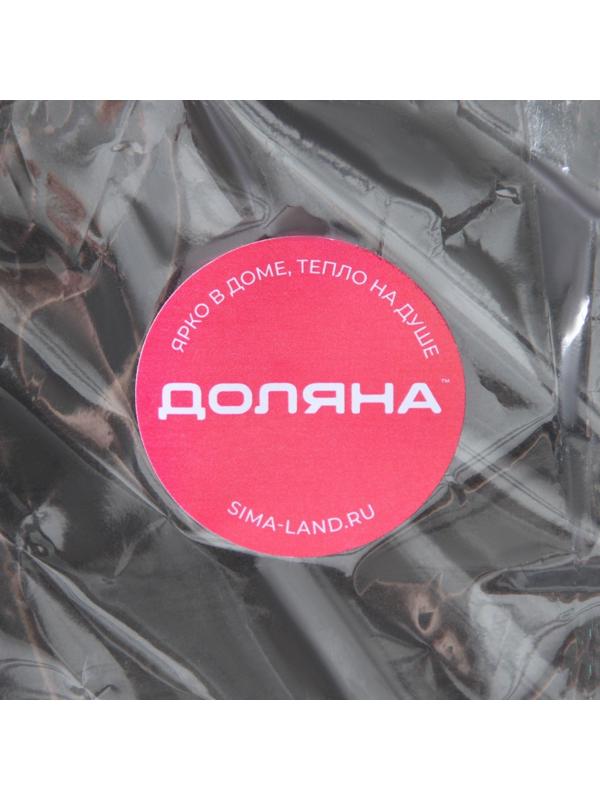 ЯРКО В ДОМЕ, ТЕПЛО НА ДУШЕ
ДОЛЯНА™
SIMA-LAND.RU